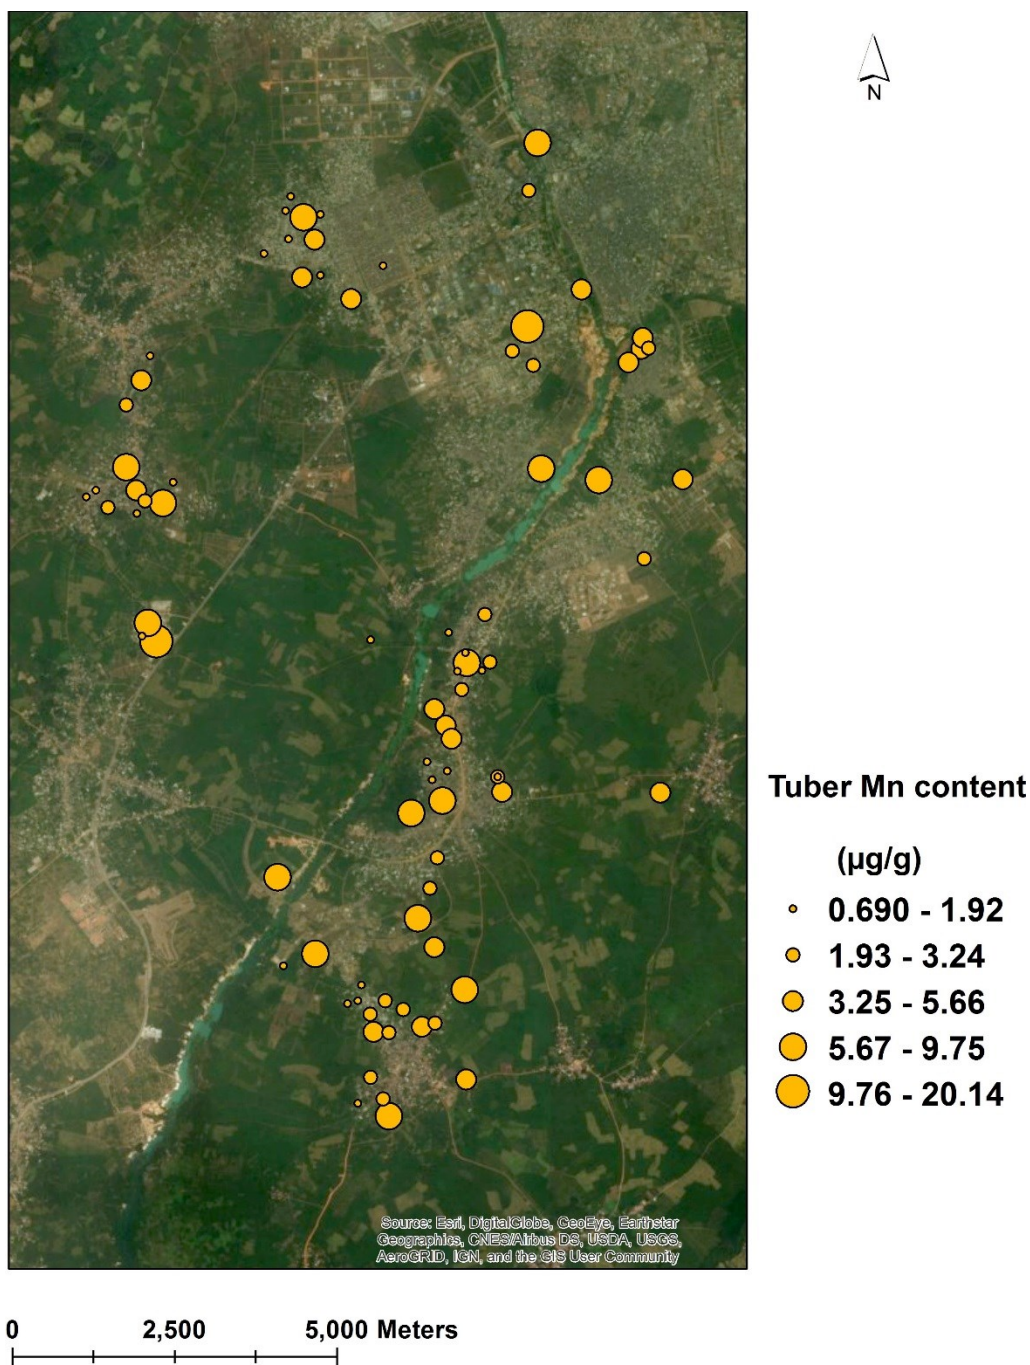 N
Tuber Mn content
(µg/g)
0.690 - 1.92
1.93 - 3.24
3.25 - 5.66
5.67 - 9.75
9.76 - 20.14
Source: Esri, DigitalGlobe, GeoEye, Earthstar
Geographics, CNES/Airbus DS, USDA, USGS,
AeroGRID, IGN, and the GIS User Community
0 2,500 5,000 Meters